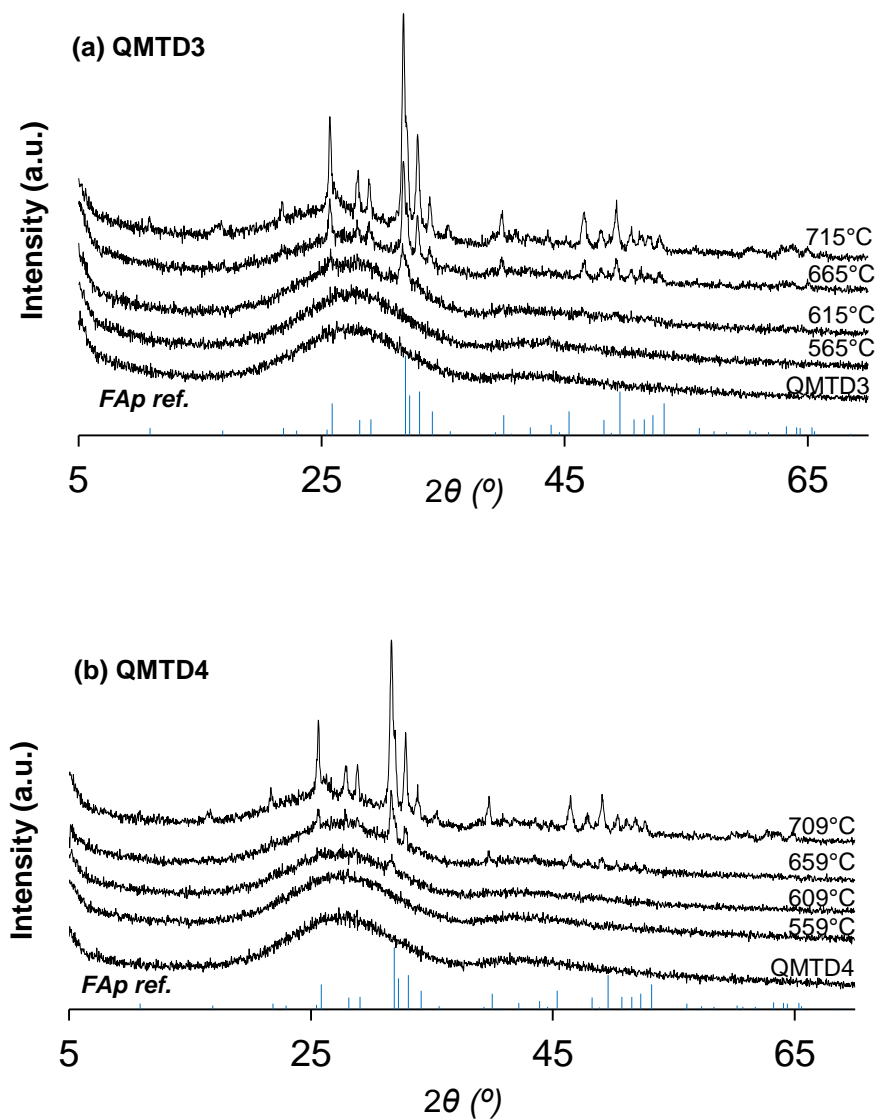 (a) QMTD3
Intensity (a.u.)
715°C
665°C
615°C
565°C
QMTD3
FAp ref.
5 25 45 65
2θ (º)
(b) QMTD4
Intensity (a.u.)
709°C
659°C
609°C
559°C
QMTD4
FAp ref.
5 25 45 65
2θ (º)